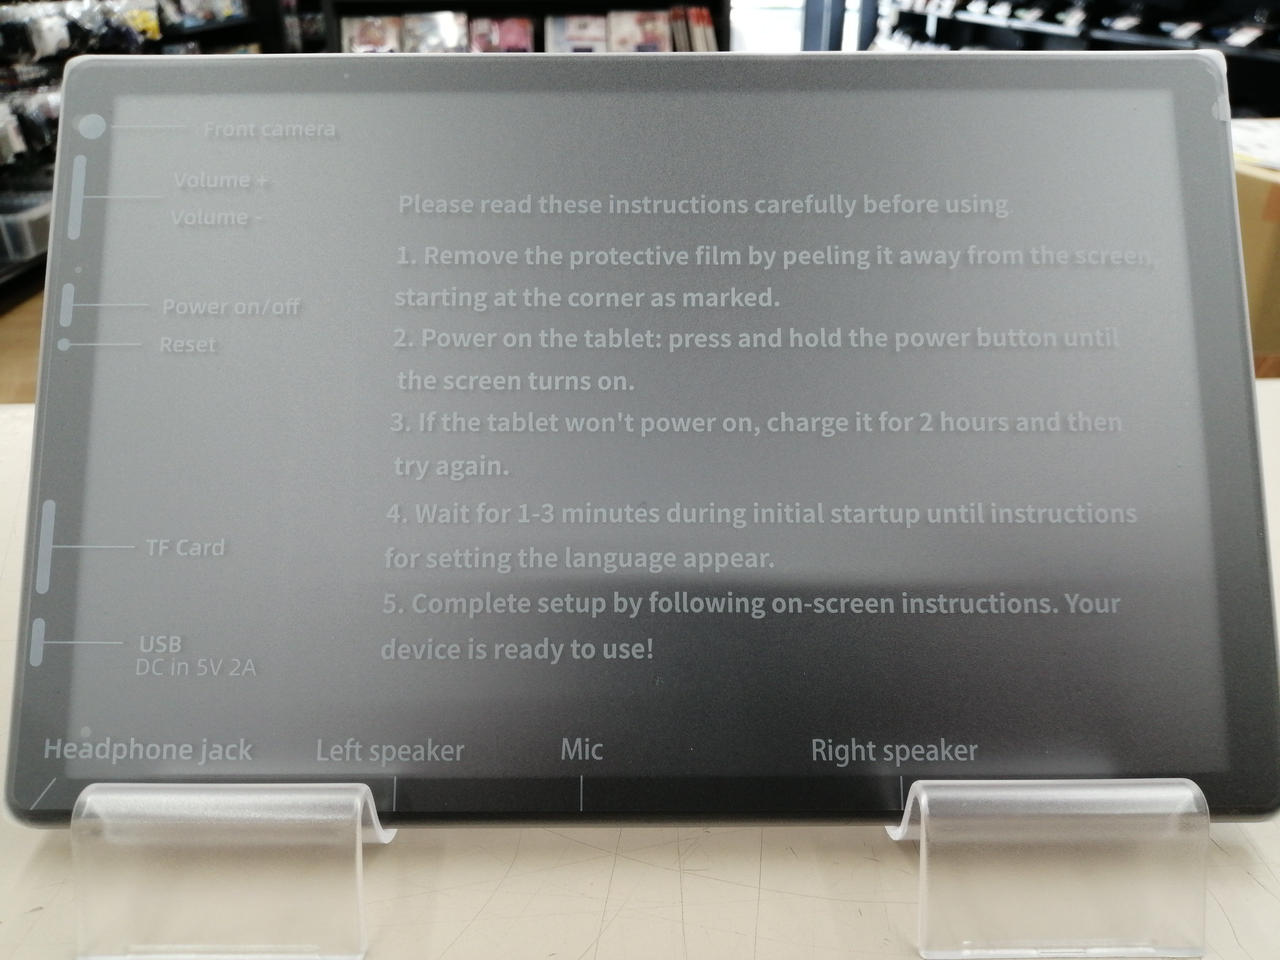 Front camera
Volume +
Volume -
Power on/off
Reset
TF Card
USB
DC in 5V 2A
Please read these instructions carefully before using.
1. Remove the protective film by peeling it away from the screen,
starting at the corner as marked.
2. Power on the tablet: press and hold the power button until
the screen turns on.
3. If the tablet won't power on, charge it for 2 hours and then
try again.
4. Wait for 1-3 minutes during initial startup until instructions
for setting the language appear.
5. Complete setup by following on-screen instructions. Your
device is ready to use!
Headphone jack
Left speaker
Mic
Right speaker